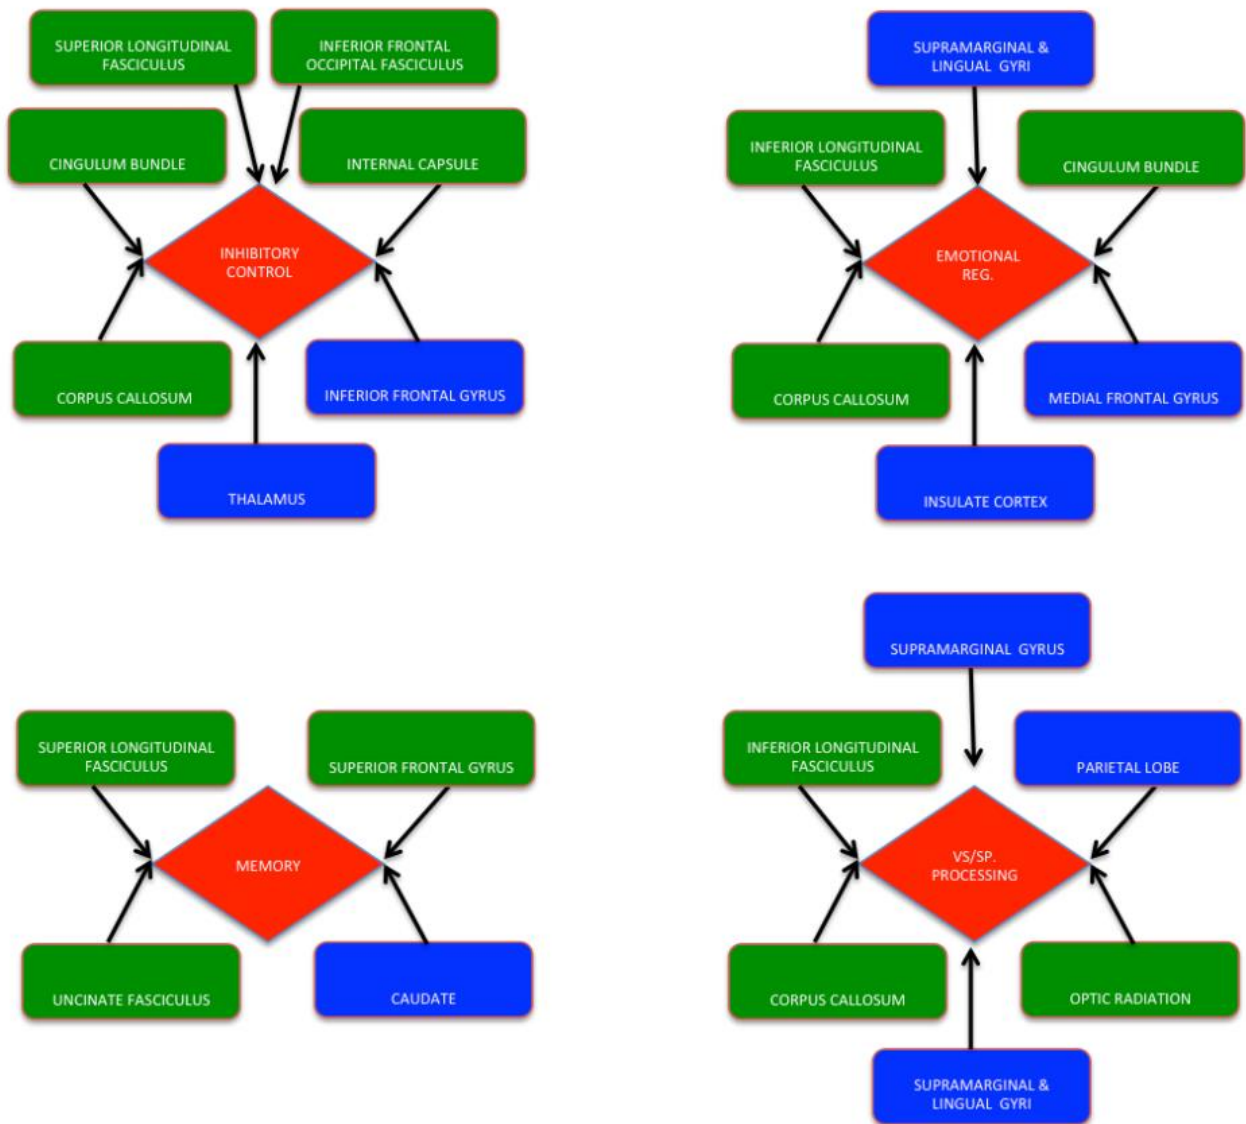 SUPERIOR LONGITUDINAL
FASCICULUS
INFERIOR FRONTAL
OCCIPITAL FASCICULUS
CINGULUM BUNDLE
INTERNAL CAPSULE
INHIBITORY
CONTROL
CORPUS CALLOSUM
INFERIOR FRONTAL GYRUS
THALAMUS
SUPRAMARGINAL &
LINGUAL GYRI
INFERIOR LONGITUDINAL
FASCICULUS
CINGULUM BUNDLE
EMOTIONAL
REG.
CORPUS CALLOSUM
MEDIAL FRONTAL GYRUS
INSULATE CORTEX
SUPERIOR LONGITUDINAL
FASCICULUS
SUPERIOR FRONTAL GYRUS
MEMORY
UNCINATE FASCICULUS
CAUDATE
SUPRAMARGINAL GYRUS
INFERIOR LONGITUDINAL
FASCICULUS
PARIETAL LOBE
VS/SP.
PROCESSING
CORPUS CALLOSUM
OPTIC RADIATION
SUPRAMARGINAL &
LINGUAL GYRI